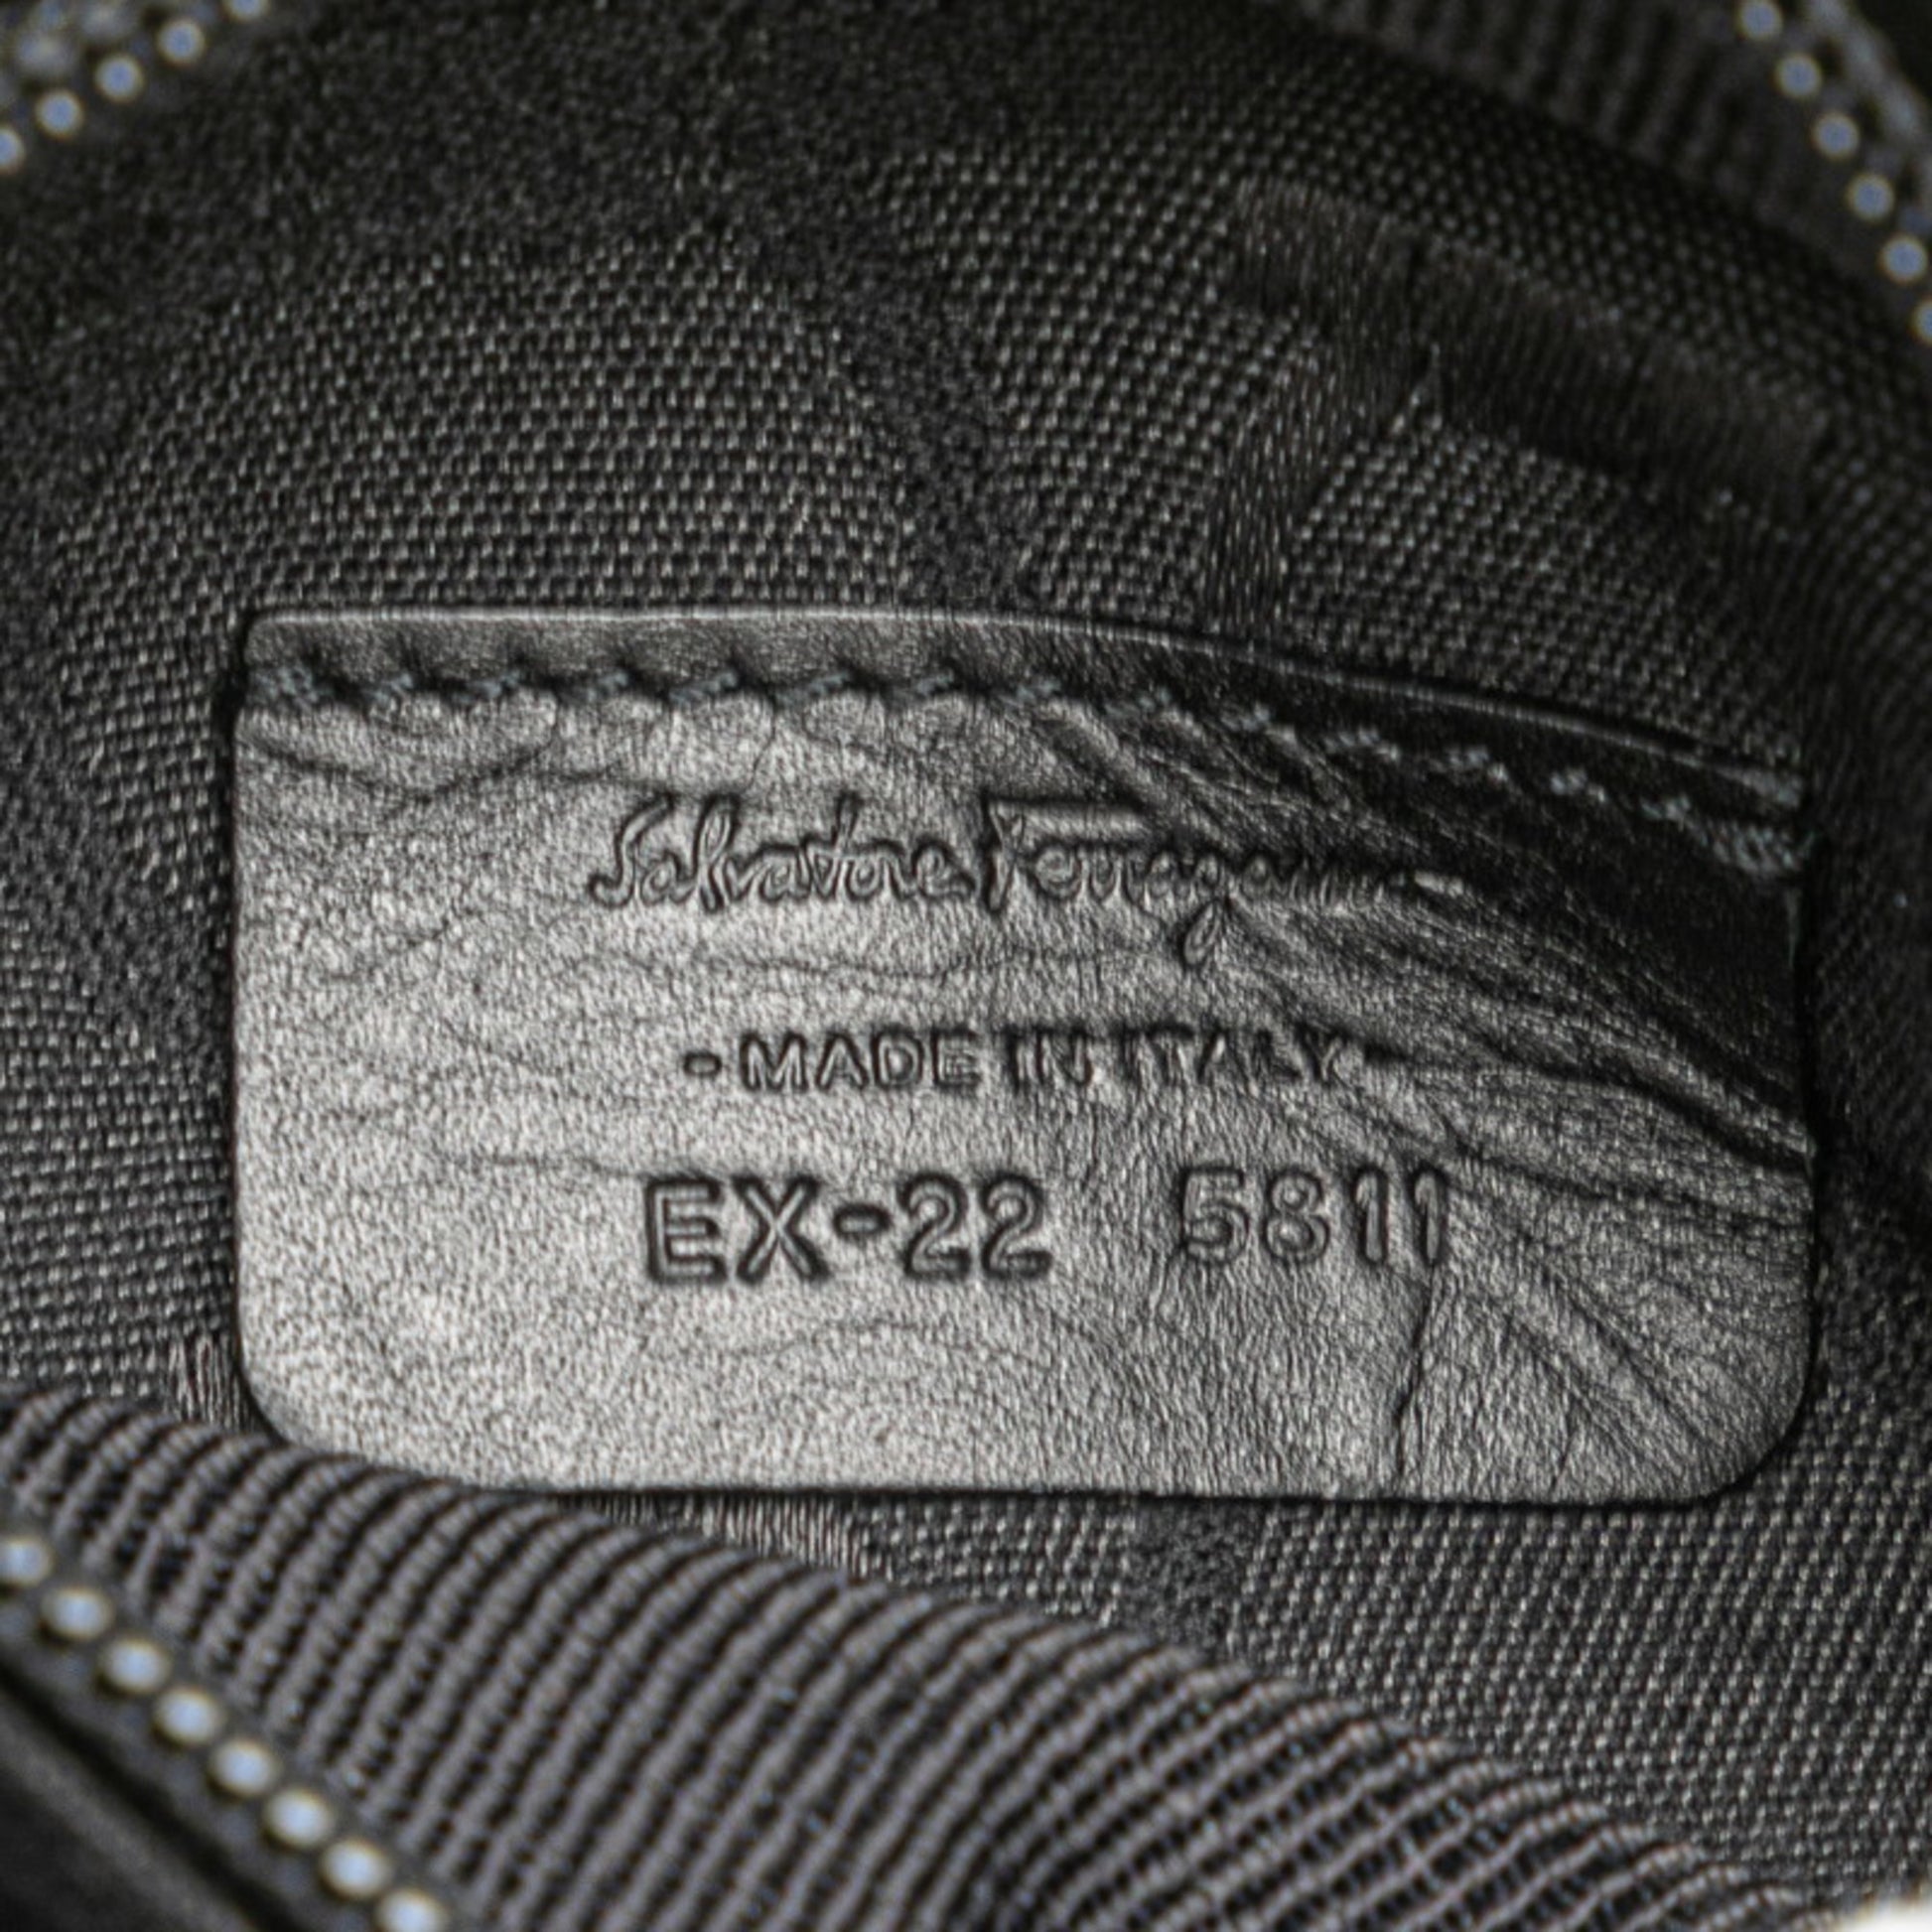 Salvatore Ferragamo
- MADE IN ITALY -
EX-22 5811